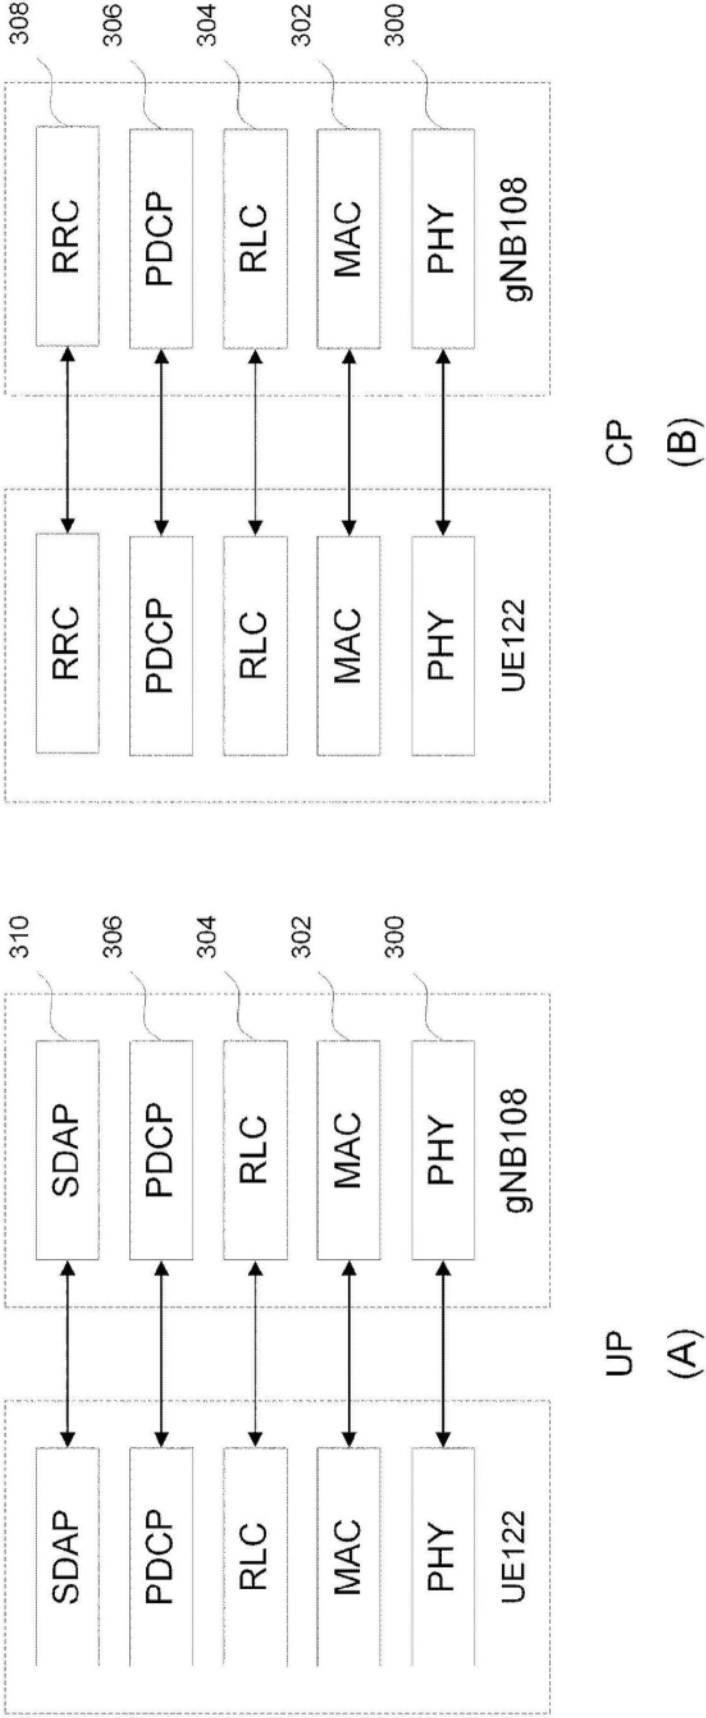 310
SDAP SDAP
306
PDCP PDCP
304
RLC RLC
302
MAC MAC
300
PHY PHY
UE122 gNB108
UP
(A)
308
RRC RRC
306
PDCP PDCP
304
RLC RLC
302
MAC MAC
300
PHY PHY
UE122 gNB108
CP
(B)